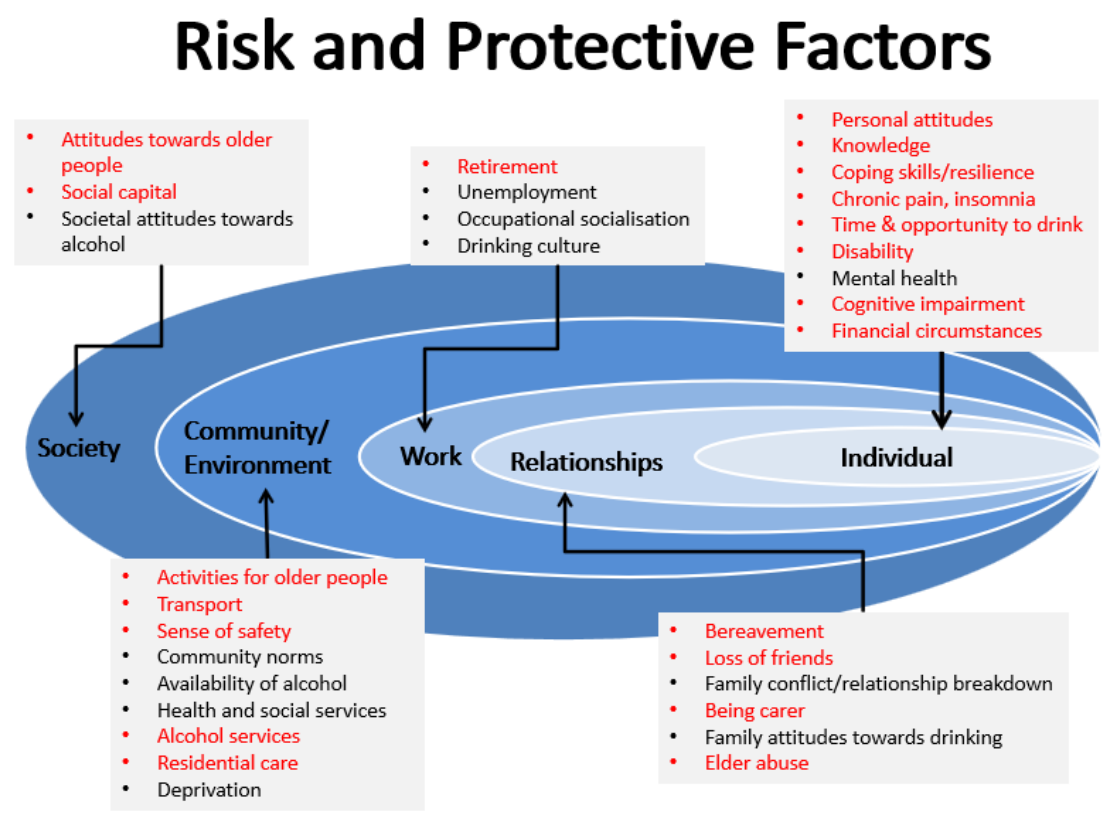 Risk and Protective Factors
• Attitudes towards older
people
• Social capital
• Societal attitudes towards
alcohol
• Retirement
• Unemployment
• Occupational socialisation
• Drinking culture
• Personal attitudes
• Knowledge
• Coping skills/resilience
• Chronic pain, insomnia
• Time & opportunity to drink
• Disability
• Mental health
• Cognitive impairment
• Financial circumstances
Society
Community/
Environment
Work
Relationships
Individual
• Activities for older people
• Transport
• Sense of safety
• Community norms
• Availability of alcohol
• Health and social services
• Alcohol services
• Residential care
• Deprivation
• Bereavement
• Loss of friends
• Family conflict/relationship breakdown
• Being carer
• Family attitudes towards drinking
• Elder abuse